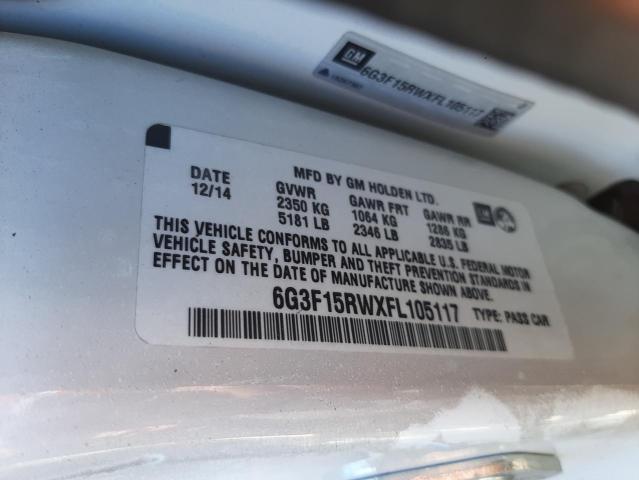 GM
6G3F15RWXFL105117
MFD BY GM HOLDEN LTD.
DATE GVWR GAWR FRT GAWR RR
12/14 2350 KG 1064 KG 1286 KG
5181 LB 2346 LB 2835 LB
GM
THIS VEHICLE CONFORMS TO ALL APPLICABLE U.S. FEDERAL MOTOR
VEHICLE SAFETY, BUMPER AND THEFT PREVENTION STANDARDS IN
EFFECT ON THE DATE OF MANUFACTURE SHOWN ABOVE.
6G3F15RWXFL105117 TYPE: PASS CAR